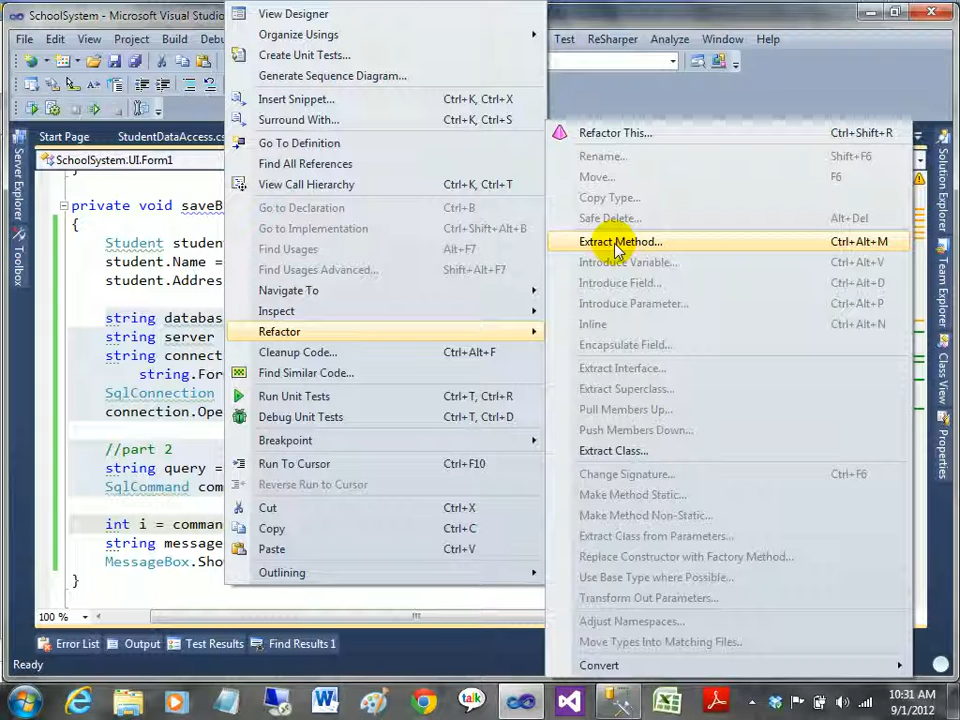 SchoolSystem - Microsoft Visual Studio
File Edit View Project Build Debu Test ReSharper Analyze Window Help
Start Page StudentDataAccess.cs
SchoolSystem.UI.Form1
Server Explorer
Toolbox
Solution Explorer
Team Explorer
Class View
Properties
}
private void saveB
{
Student studen
student.Name =
student.Addres
string databas
string server
string connect
string.For
SqlConnection
connection.Ope
//part 2
string query =
SqlCommand com
int i = comman
string message
MessageBox.Sho
}
100 %
View Designer
Organize Usings
Create Unit Tests...
Generate Sequence Diagram...
Insert Snippet... Ctrl+K, Ctrl+X
Surround With... Ctrl+K, Ctrl+S
Go To Definition
Find All References
View Call Hierarchy Ctrl+K, Ctrl+T
Go to Declaration Ctrl+B
Go to Implementation Ctrl+Shift+Alt+B
Find Usages Alt+F7
Find Usages Advanced... Shift+Alt+F7
Navigate To
Inspect
Refactor
Cleanup Code... Ctrl+Alt+F
Find Similar Code...
Run Unit Tests Ctrl+T, Ctrl+R
Debug Unit Tests Ctrl+T, Ctrl+D
Breakpoint
Run To Cursor Ctrl+F10
Reverse Run to Cursor
Cut Ctrl+X
Copy Ctrl+C
Paste Ctrl+V
Outlining
Refactor This... Ctrl+Shift+R
Rename... Shift+F6
Move... F6
Copy Type...
Safe Delete... Alt+Del
Extract Method... Ctrl+Alt+M
Introduce Variable... Ctrl+Alt+V
Introduce Field... Ctrl+Alt+D
Introduce Parameter... Ctrl+Alt+P
Inline Ctrl+Alt+N
Encapsulate Field...
Extract Interface...
Extract Superclass...
Pull Members Up...
Push Members Down...
Extract Class...
Change Signature... Ctrl+F6
Make Method Static...
Make Method Non-Static...
Extract Class from Parameters...
Replace Constructor with Factory Method...
Use Base Type where Possible...
Transform Out Parameters...
Adjust Namespaces...
Move Types Into Matching Files..
Convert
Error List Output Test Results Find Results 1
Ready
talk
10:31 AM
9/1/2012